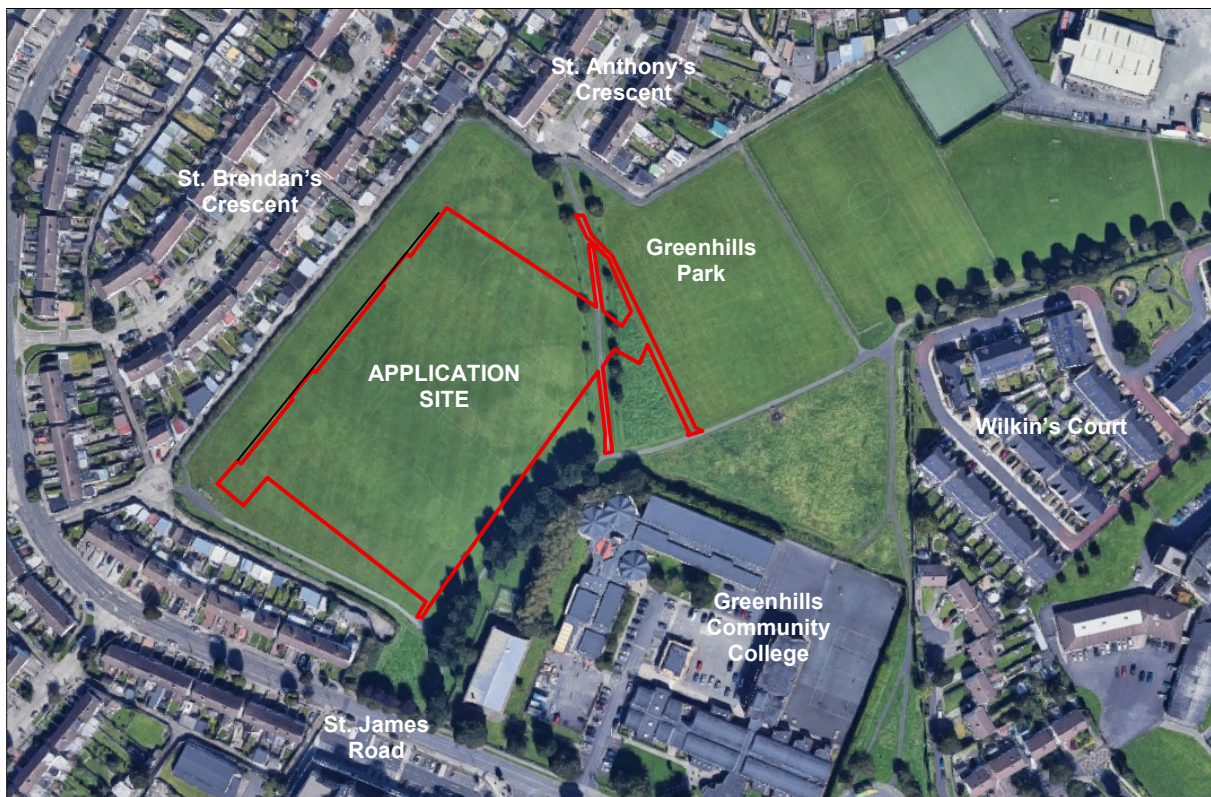 St. Anthony's
Crescent
St. Brendan's
Crescent
Greenhills
Park
APPLICATION
SITE
Wilkin's Court
Greenhills
Community
College
St. James
Road